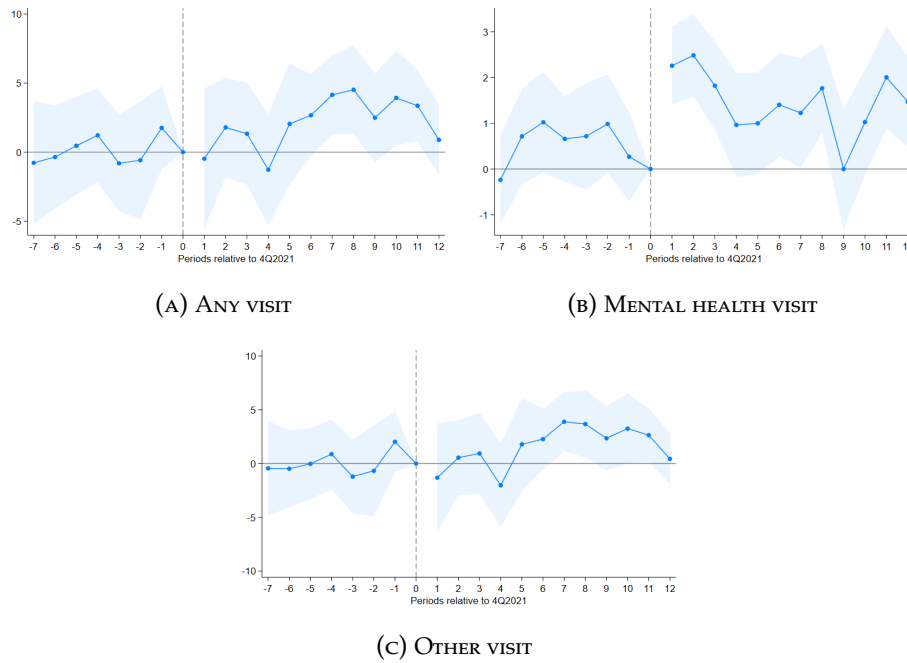 10
5
0
-5
-7 -6 -5 -4 -3 -2 -1 0 1 2 3 4 5 6 7 8 9 10 11 12
Periods relative to 4Q2021
(A) ANY VISIT
3
2
1
0
-1
-7 -6 -5 -4 -3 -2 -1 0 1 2 3 4 5 6 7 8 9 10 11
Periods relative to 4Q2021
(B) MENTAL HEALTH VISIT
10
5
0
-5
-10
-7 -6 -5 -4 -3 -2 -1 0 1 2 3 4 5 6 7 8 9 10 11 12
Periods relative to 4Q2021
(C) OTHER VISIT